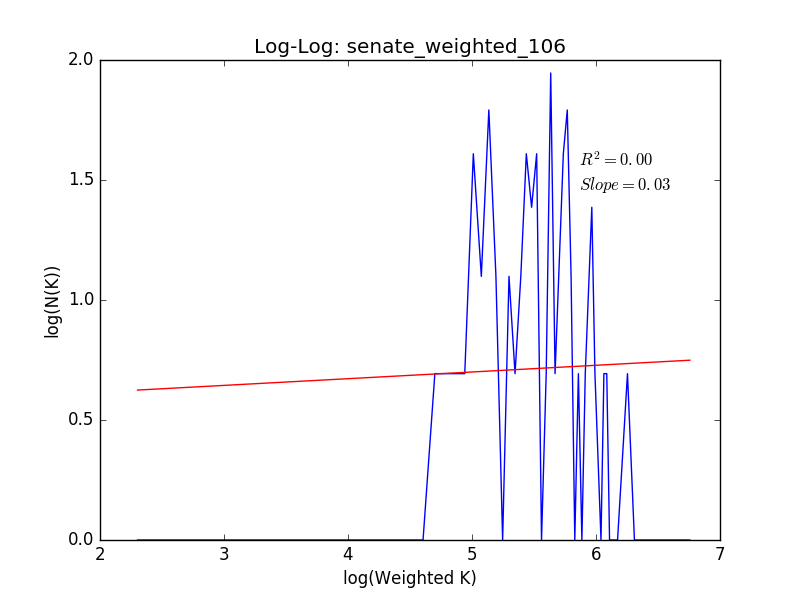 Log-Log: senate_weighted_106
2.0
1.5
1.0
0.5
0.0
log(N(K))
R² = 0.00
Slope = 0.03
2 3 4 5 6 7
log(Weighted K)